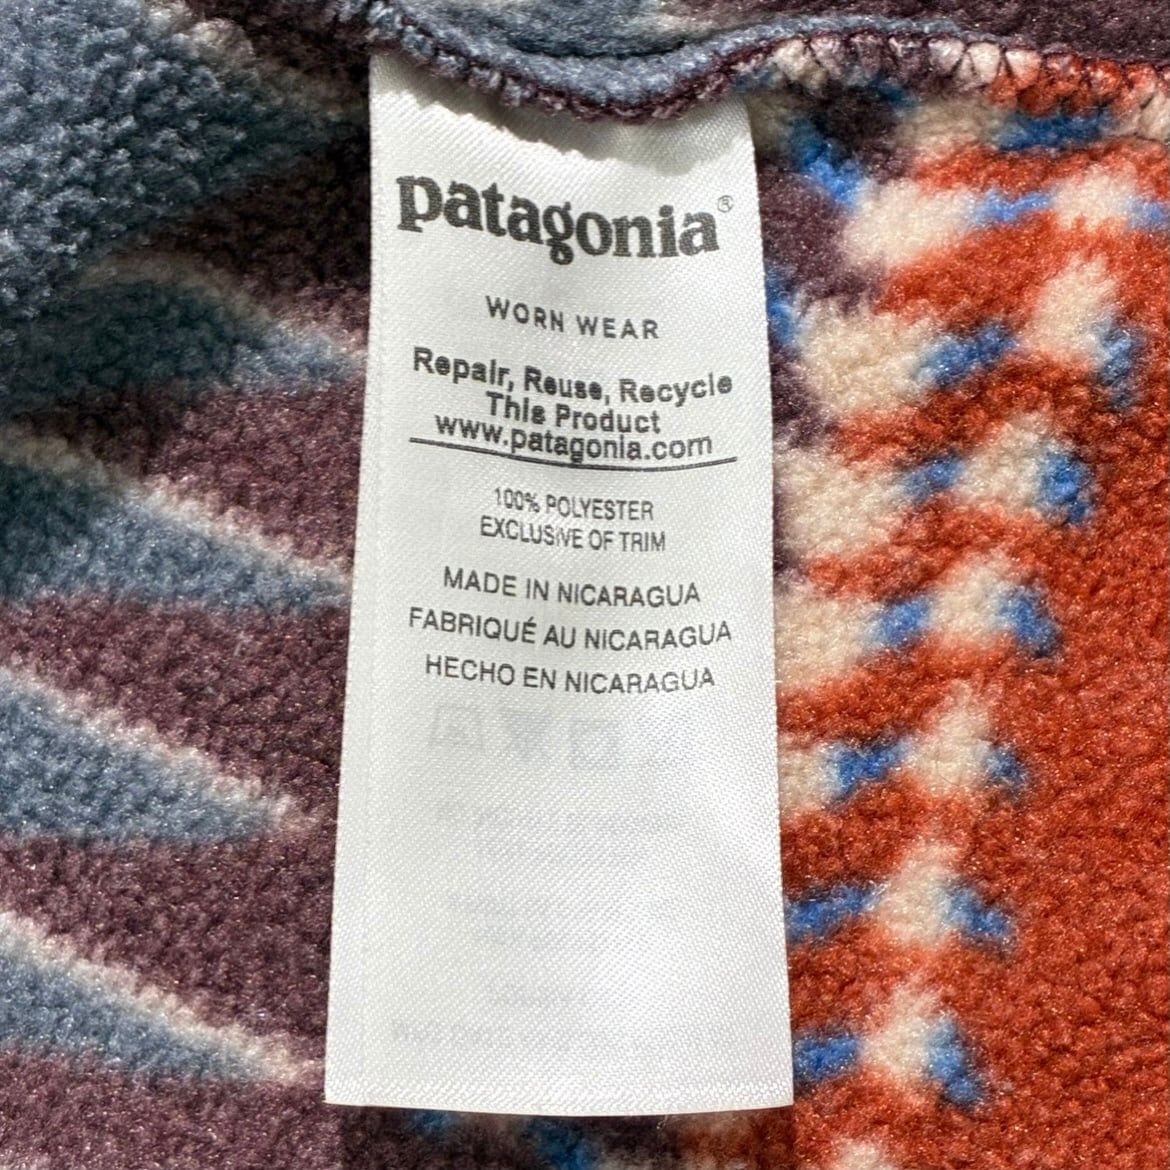 patagonia®
WORN WEAR
Repair, Reuse, Recycle
This Product
www.patagonia.com
100% POLYESTER
EXCLUSIVE OF TRIM
MADE IN NICARAGUA
FABRIQUÉ AU NICARAGUA
HECHO EN NICARAGUA